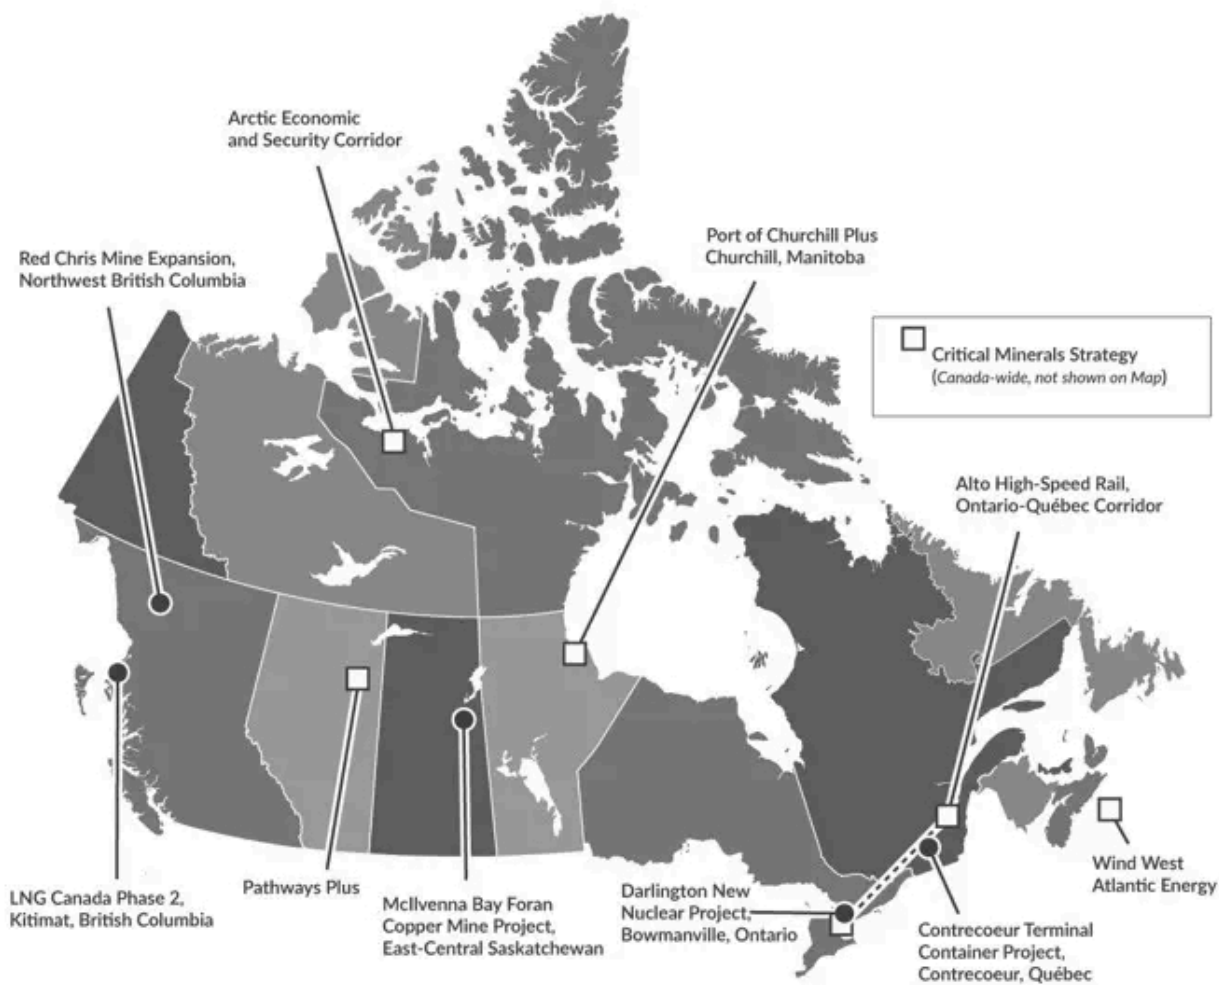 Arctic Economic
and Security Corridor
Port of Churchill Plus
Churchill, Manitoba
Red Chris Mine Expansion,
Northwest British Columbia
Critical Minerals Strategy
(Canada-wide, not shown on Map)
Alto High-Speed Rail,
Ontario-Québec Corridor
Wind West
Atlantic Energy
LNG Canada Phase 2,
Kitimat, British Columbia
Pathways Plus
McIlvenna Bay Foran
Copper Mine Project,
East-Central Saskatchewan
Darlington New
Nuclear Project,
Bowmanville, Ontario
Contrecoeur Terminal
Container Project,
Contrecoeur, Québec